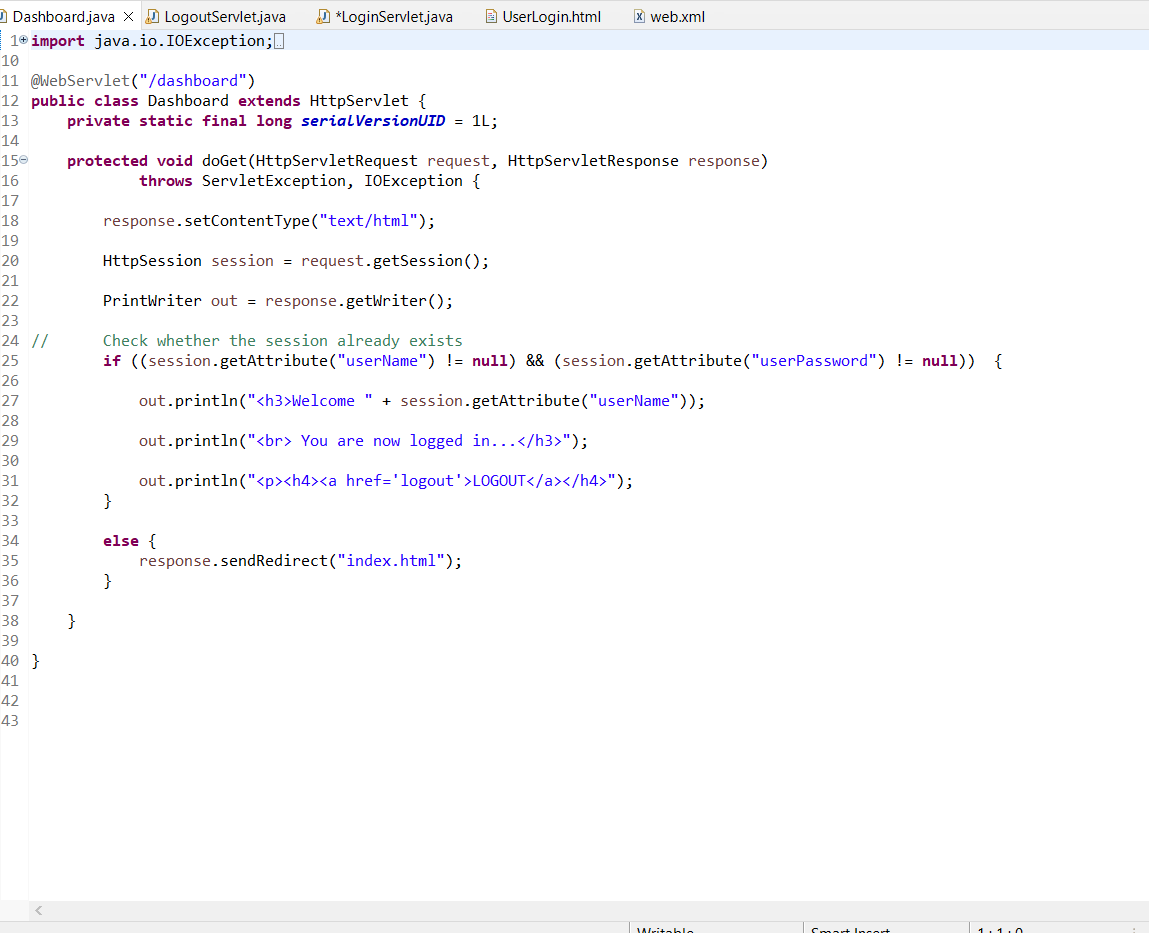 Dashboard.java LogoutServlet.java *LoginServlet.java UserLogin.html web.xml
1 import java.io.IOException;
10
11 @WebServlet("/dashboard")
12 public class Dashboard extends HttpServlet {
13 private static final long serialVersionUID = 1L;
14
15 protected void doGet(HttpServletRequest request, HttpServletResponse response)
16 throws ServletException, IOException {
17
18 response.setContentType("text/html");
19
20 HttpSession session = request.getSession();
21
22 PrintWriter out = response.getWriter();
23
24 // Check whether the session already exists
25 if ((session.getAttribute("userName") != null) && (session.getAttribute("userPassword") != null)) {
26
27 out.println("<h3>Welcome " + session.getAttribute("userName"));
28
29 out.println("<br> You are now logged in...</h3>");
30
31 out.println("<p><h4><a href='logout'>LOGOUT</a></h4>");
32 }
33
34 else {
35 response.sendRedirect("index.html");
36 }
37
38 }
39
40 }
41
42
43
Writable Smart Insert 1 : 1 : 0